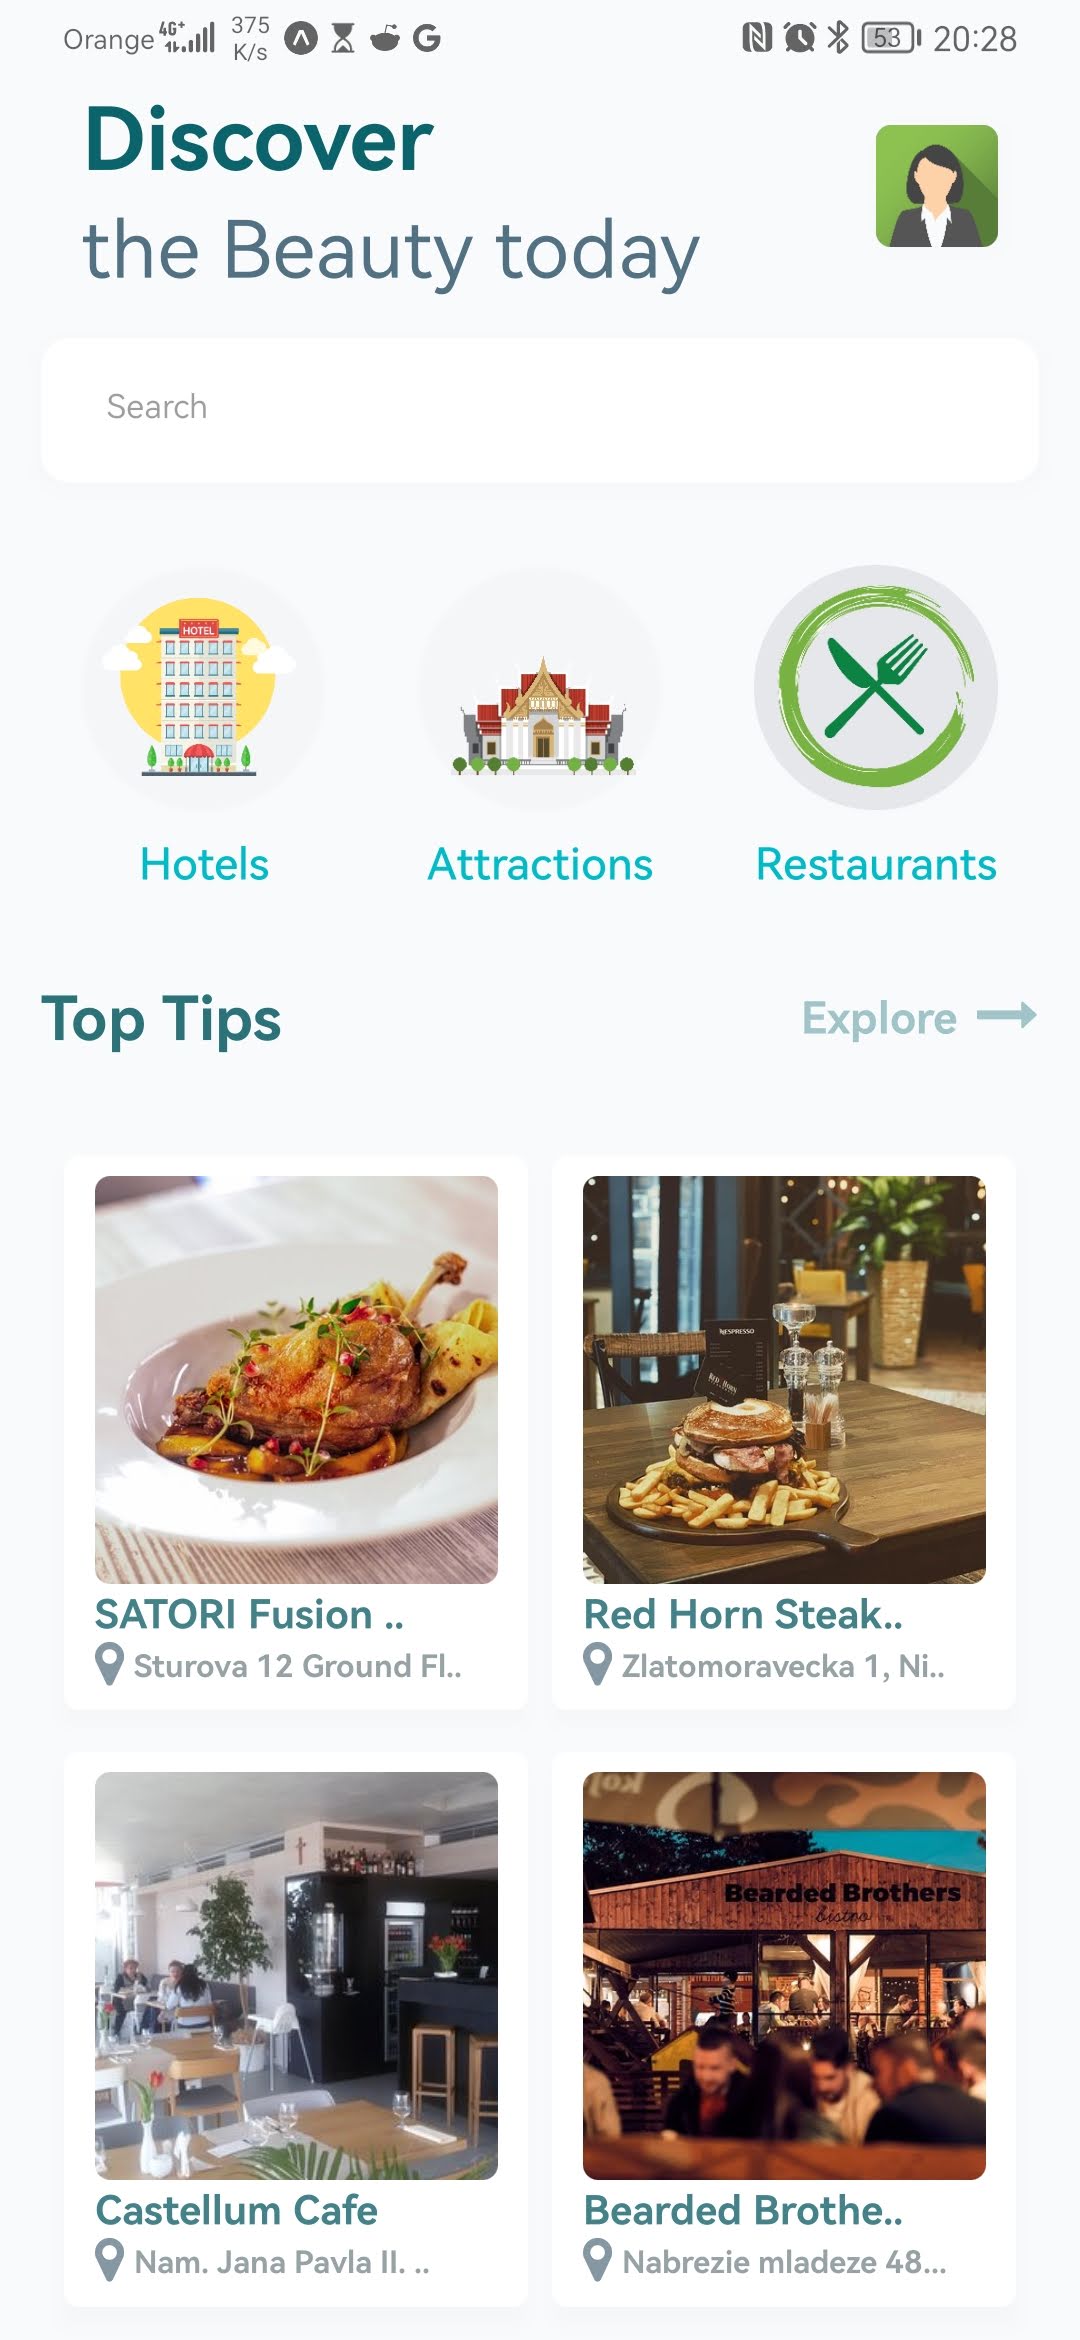 Orange 4G+ 375 K/s 53 20:28
Discover
the Beauty today
Search
HOTEL
Hotels Attractions Restaurants
Top Tips Explore
NESPRESSO
RED HORN
SATORI Fusion .. Red Horn Steak..
Sturova 12 Ground Fl.. Zlatomoravecka 1, Ni..
Bearded Brothers
bistro
Castellum Cafe Bearded Brothe..
Nam. Jana Pavla II. .. Nabrezie mladeze 48...